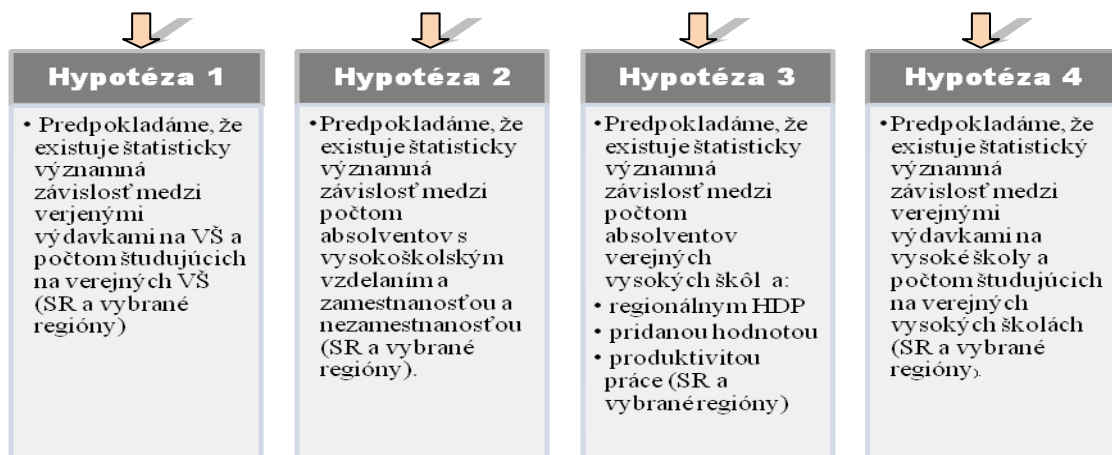 Hypotéza 1
• Predpokladáme, že
existuje štatisticky
významná
závislosť medzi
verjenými
výdavkami na VŠ a
počtom študujúcich
na verejných VŠ
(SR a vybrané
regióny)
Hypotéza 2
• Predpokladáme, že
existuje štatisticky
významná
závislosť medzi
počtom
absolventov s
vysokoškolským
vzdelaním a
zamestnanosťou a
nezamestnanosťou
(SR a vybrané
regióny).
Hypotéza 3
• Predpokladáme, že
existuje štatisticky
významná
závislosť medzi
počtom
absolventov
verejných
vysokých škôl a:
• regionálnym HDP
• pridanou hodnotou
• produktivitou
práce (SR a
vybrané regióny)
Hypotéza 4
• Predpokladáme, že
existuje štatistický
významná
závislosť medzi
verejnými
výdavkami na
vysoké školy a
počtom študujúcich
na verejných
vysokých školách
(SR a vybrané
regióny).